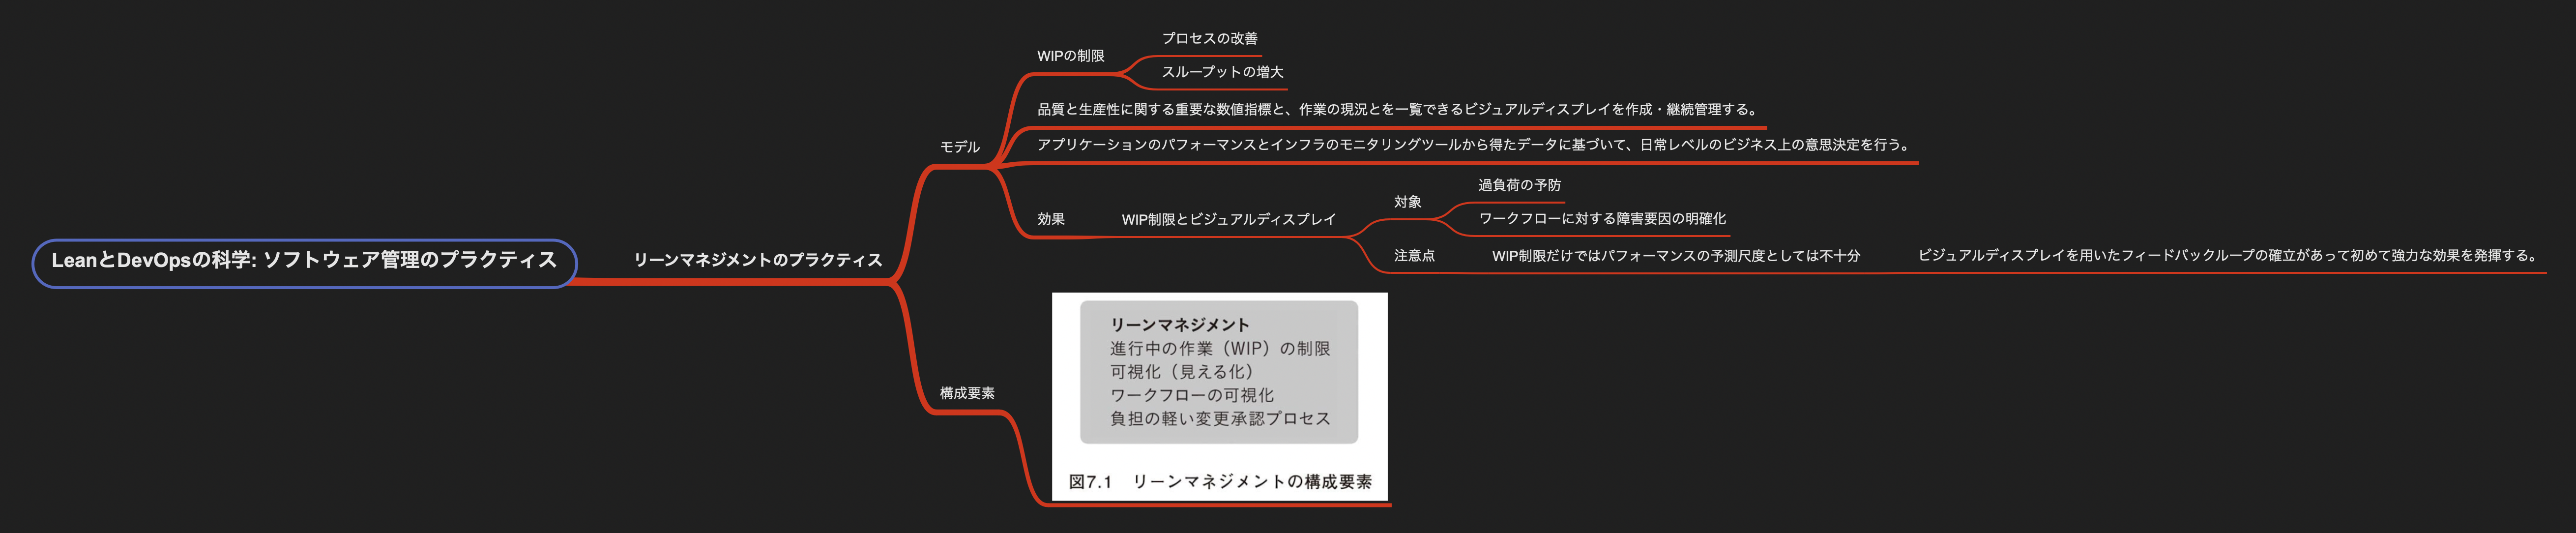 LeanとDevOpsの科学: ソフトウェア管理のプラクティス
リーンマネジメントのプラクティス
モデル
WIPの制限
プロセスの改善
スループットの増大
品質と生産性に関する重要な数値指標と、作業の現況とを一覧できるビジュアルディスプレイを作成・継続管理する。
アプリケーションのパフォーマンスとインフラのモニタリングツールから得たデータに基づいて、日常レベルのビジネス上の意思決定を行う。
効果
WIP制限とビジュアルディスプレイ
対象
過負荷の予防
ワークフローに対する障害要因の明確化
注意点
WIP制限だけではパフォーマンスの予測尺度としては不十分
ビジュアルディスプレイを用いたフィードバックループの確立があって初めて強力な効果を発揮する。
構成要素
リーンマネジメント
進行中の作業（WIP）の制限
可視化（見える化）
ワークフローの可視化
負担の軽い変更承認プロセス
図7.1　リーンマネジメントの構成要素